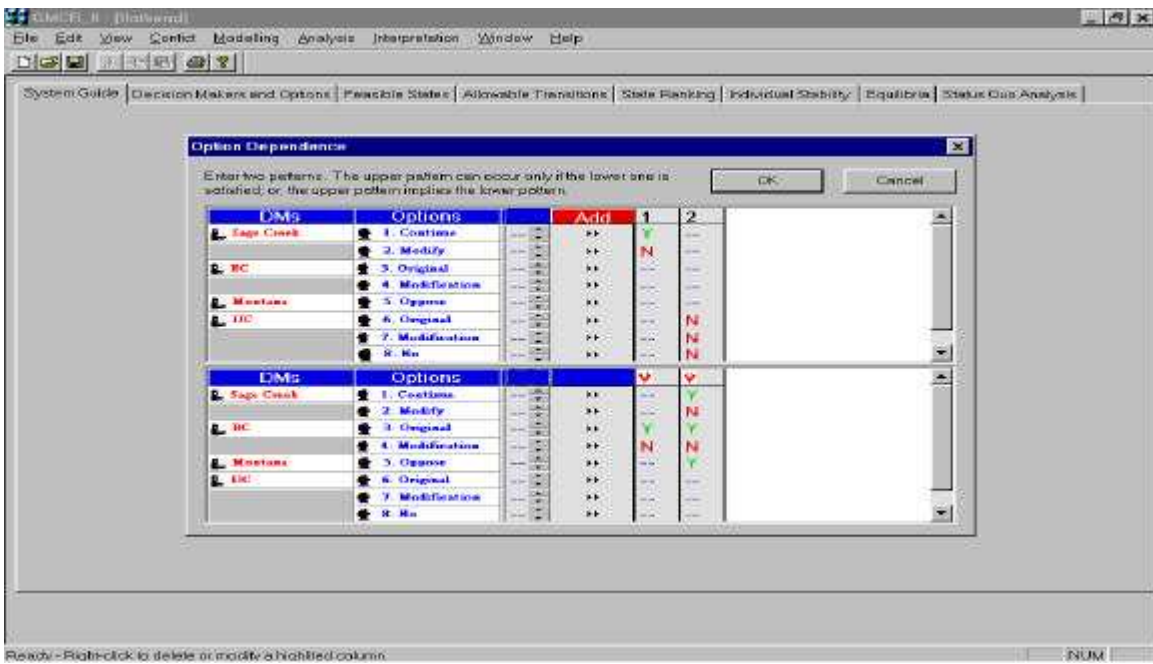 GMCR_II - [flathead]
File Edit View Conflict Modelling Analysis Interpretation Window Help
System Guide Decision Makers and Options Feasible States Allowable Transitions State Ranking Individual Stability Equilibria Status Quo Analysis
Option Dependence
Enter two patterns. The upper pattern can occur only if the lower one is
satisfied; or, the upper pattern implies the lower pattern.
OK
Cancel
DMs Options Add 1 2
Sage Creek 1. Continue -- Y --
2. Modify -- N --
BC 3. Original -- -- --
4. Modification -- -- --
Montana 5. Oppose -- -- --
IJC 6. Original -- -- N
7. Modification -- -- N
8. No -- -- N
DMs Options
Sage Creek 1. Continue -- -- Y
2. Modify -- -- N
BC 3. Original -- Y Y
4. Modification -- N N
Montana 5. Oppose -- -- Y
IJC 6. Original -- -- --
7. Modification -- -- --
8. No -- -- --
Ready - Right-click to delete or modify a highlited column
NUM